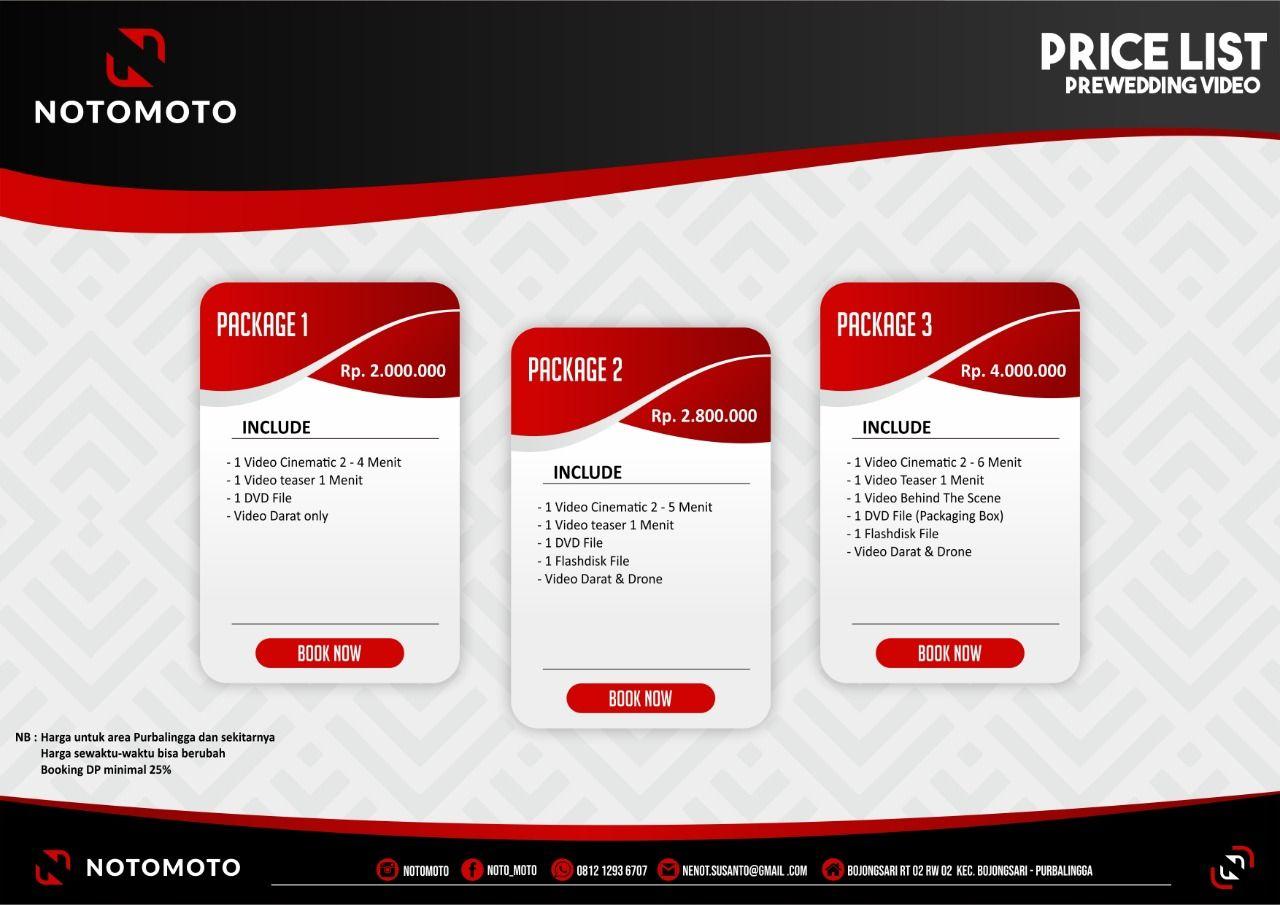 NOTOMOTO
PRICE LIST
PREWEDDING VIDEO
PACKAGE 1
Rp. 2.000.000
INCLUDE
- 1 Video Cinematic 2 - 4 Menit
- 1 Video teaser 1 Menit
- 1 DVD File
- Video Darat only
BOOK NOW
PACKAGE 2
Rp. 2.800.000
INCLUDE
- 1 Video Cinematic 2 - 5 Menit
- 1 Video teaser 1 Menit
- 1 DVD File
- 1 Flashdisk File
- Video Darat & Drone
BOOK NOW
PACKAGE 3
Rp. 4.000.000
INCLUDE
- 1 Video Cinematic 2 - 6 Menit
- 1 Video Teaser 1 Menit
- 1 Video Behind The Scene
- 1 DVD File (Packaging Box)
- 1 Flashdisk File
- Video Darat & Drone
BOOK NOW
NB : Harga untuk area Purbalingga dan sekitarnya
Harga sewaktu-waktu bisa berubah
Booking DP minimal 25%
NOTOMOTO
NOTOMOTO NOTO_MOTO 0812 1293 6707 NENOT.SUSANTO@GMAIL .COM BOJONGSARI RT 02 RW 02 KEC. BOJONGSARI - PURBALINGGA